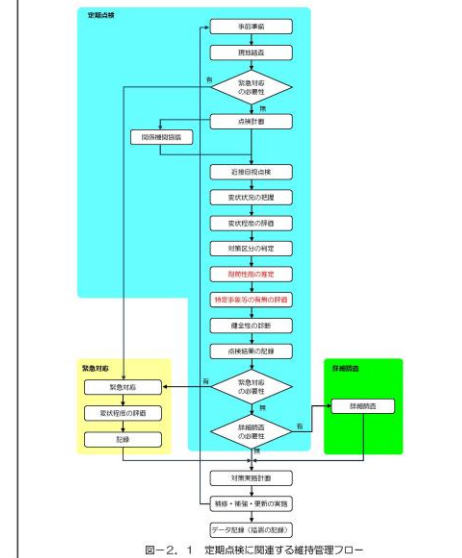 定期点検
事前準備
現地踏査
有
緊急対応
の必要性
無
点検計画
関係機関協議
近接目視点検
変状状況の把握
変状程度の評価
対策区分の判定
耐荷性能の推定
特定事象等の有無の評価
健全性の診断
点検結果の記録
緊急対応
緊急対応
変状程度の評価
記録
有
緊急対応
の必要性
無
詳細調査
の必要性
有
無
詳細調査
詳細調査
対策実施計画
補修・補強・更新の実施
データ記録（措置の記録）
図－2．1 定期点検に関連する維持管理フロー